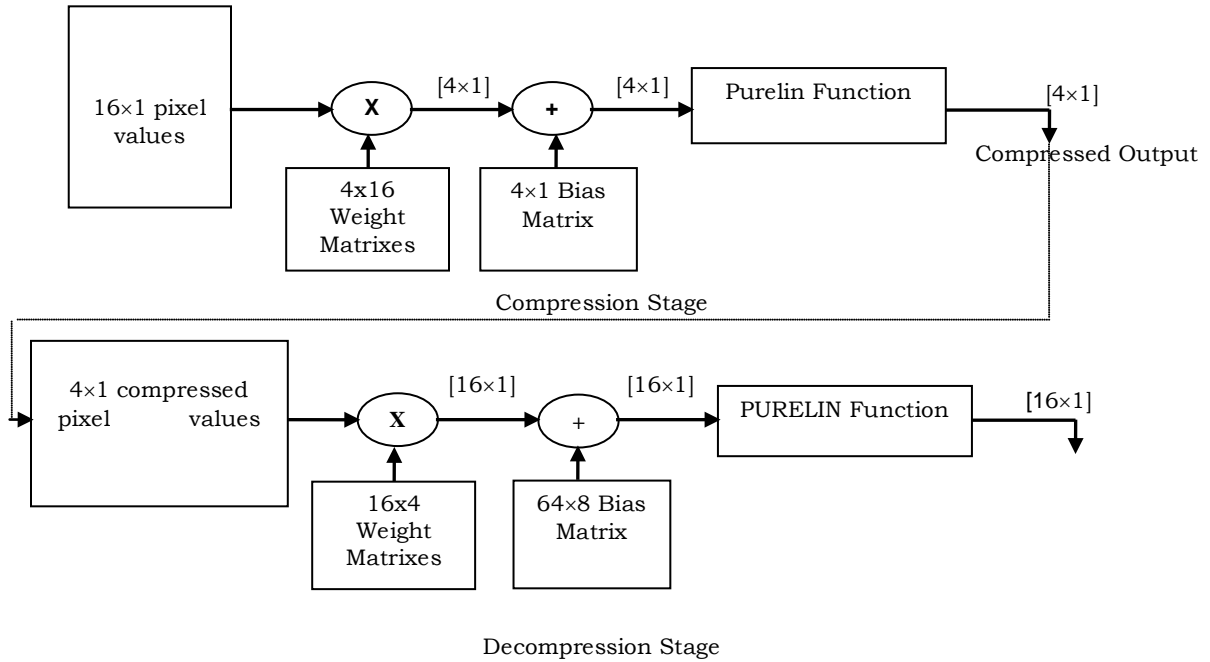 16×1 pixel
values
X
[4×1]
+
[4×1]
Purelin Function
[4×1]
Compressed Output
4x16
Weight
Matrixes
4×1 Bias
Matrix
Compression Stage
4×1 compressed
pixel values
X
[16×1]
+
[16×1]
PURELIN Function
[16×1]
16x4
Weight
Matrixes
64×8 Bias
Matrix
Decompression Stage